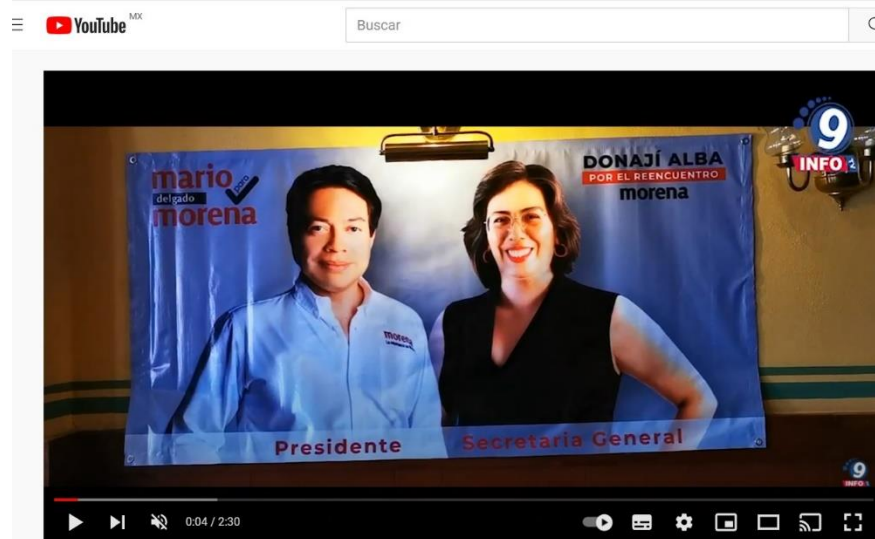 YouTube MX
Buscar
9
INFO
mario
delgado
para
morena
DONAJÍ ALBA
POR EL REENCUENTRO
morena
morena
Presidente
Secretaria General
9
INFO
0:04 / 2:30